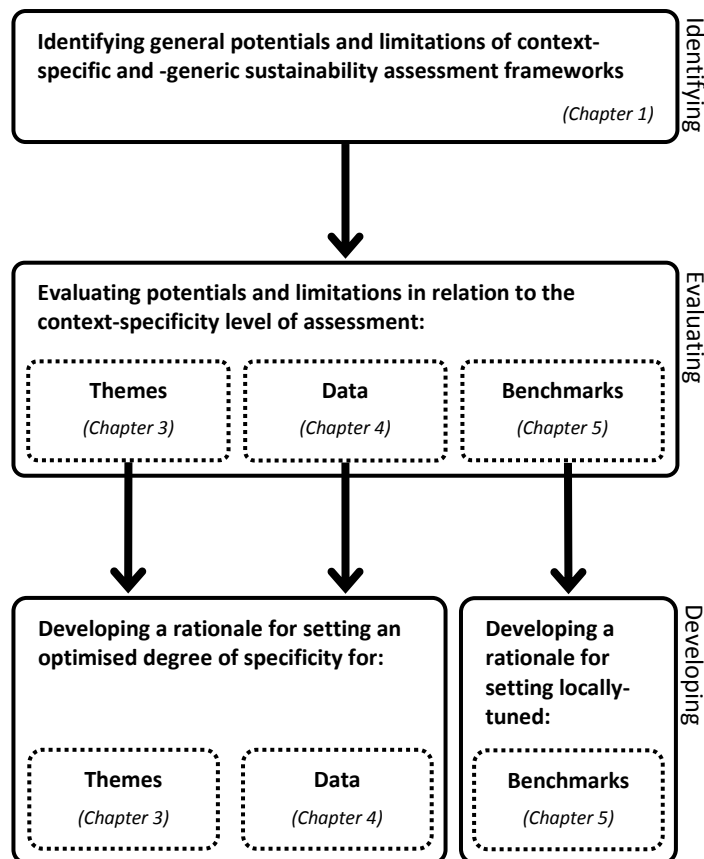 Identifying general potentials and limitations of context-
specific and -generic sustainability assessment frameworks
(Chapter 1)
Identifying
Evaluating potentials and limitations in relation to the
context-specificity level of assessment:
Themes
(Chapter 3)
Data
(Chapter 4)
Benchmarks
(Chapter 5)
Evaluating
Developing a rationale for setting an
optimised degree of specificity for:
Themes
(Chapter 3)
Data
(Chapter 4)
Developing a
rationale for
setting locally-
tuned:
Benchmarks
(Chapter 5)
Developing